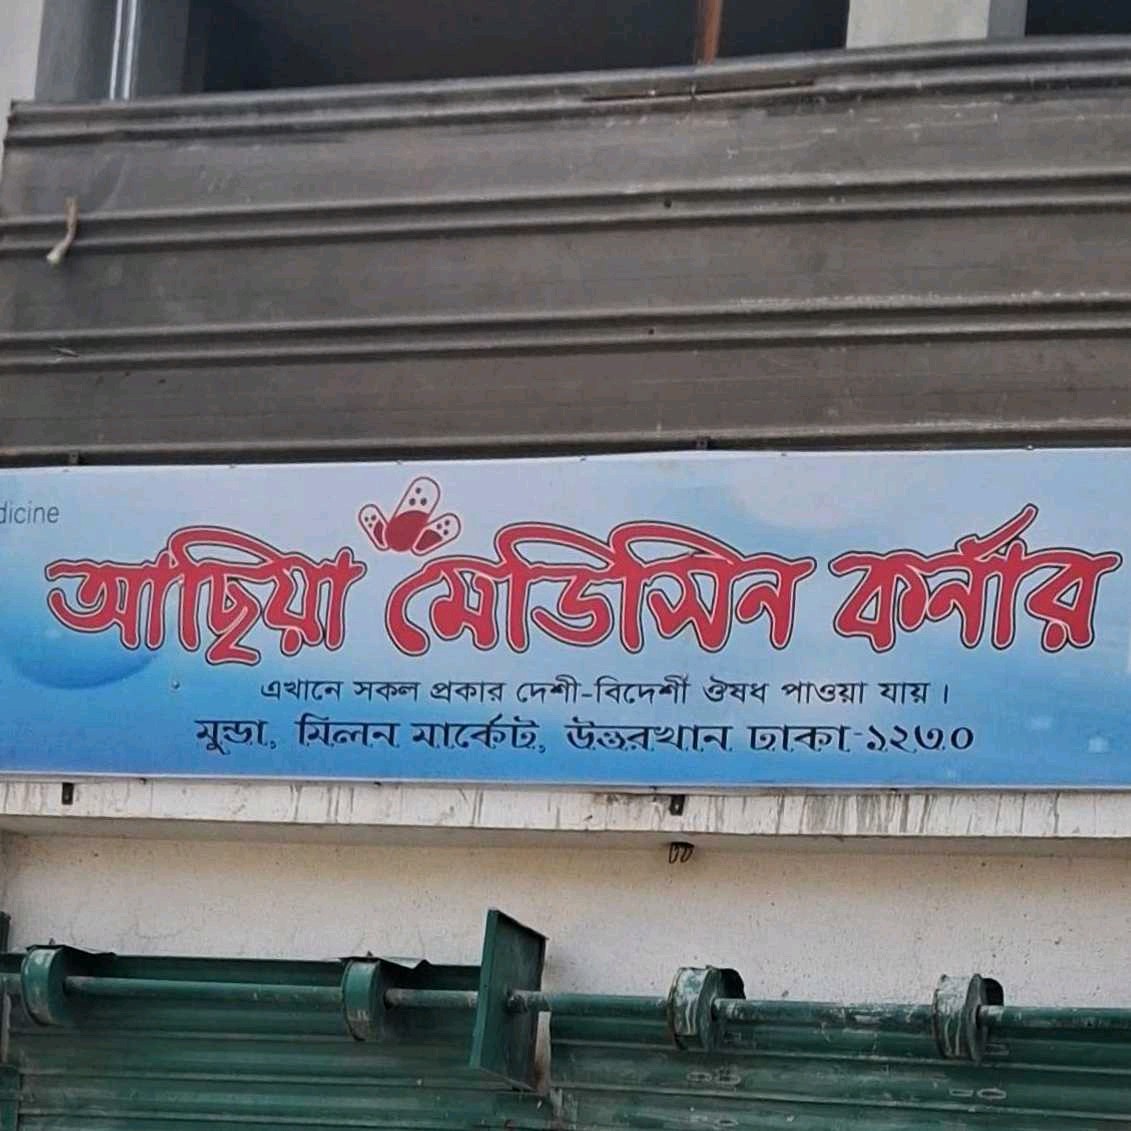 dicine
আছিয়া মেডিসিন কর্নার
এখানে সকল প্রকার দেশী-বিদেশী ঔষধ পাওয়া যায়।
মুন্ডা, মিলন মার্কেট, উত্তরখান ঢাকা-১২৩০